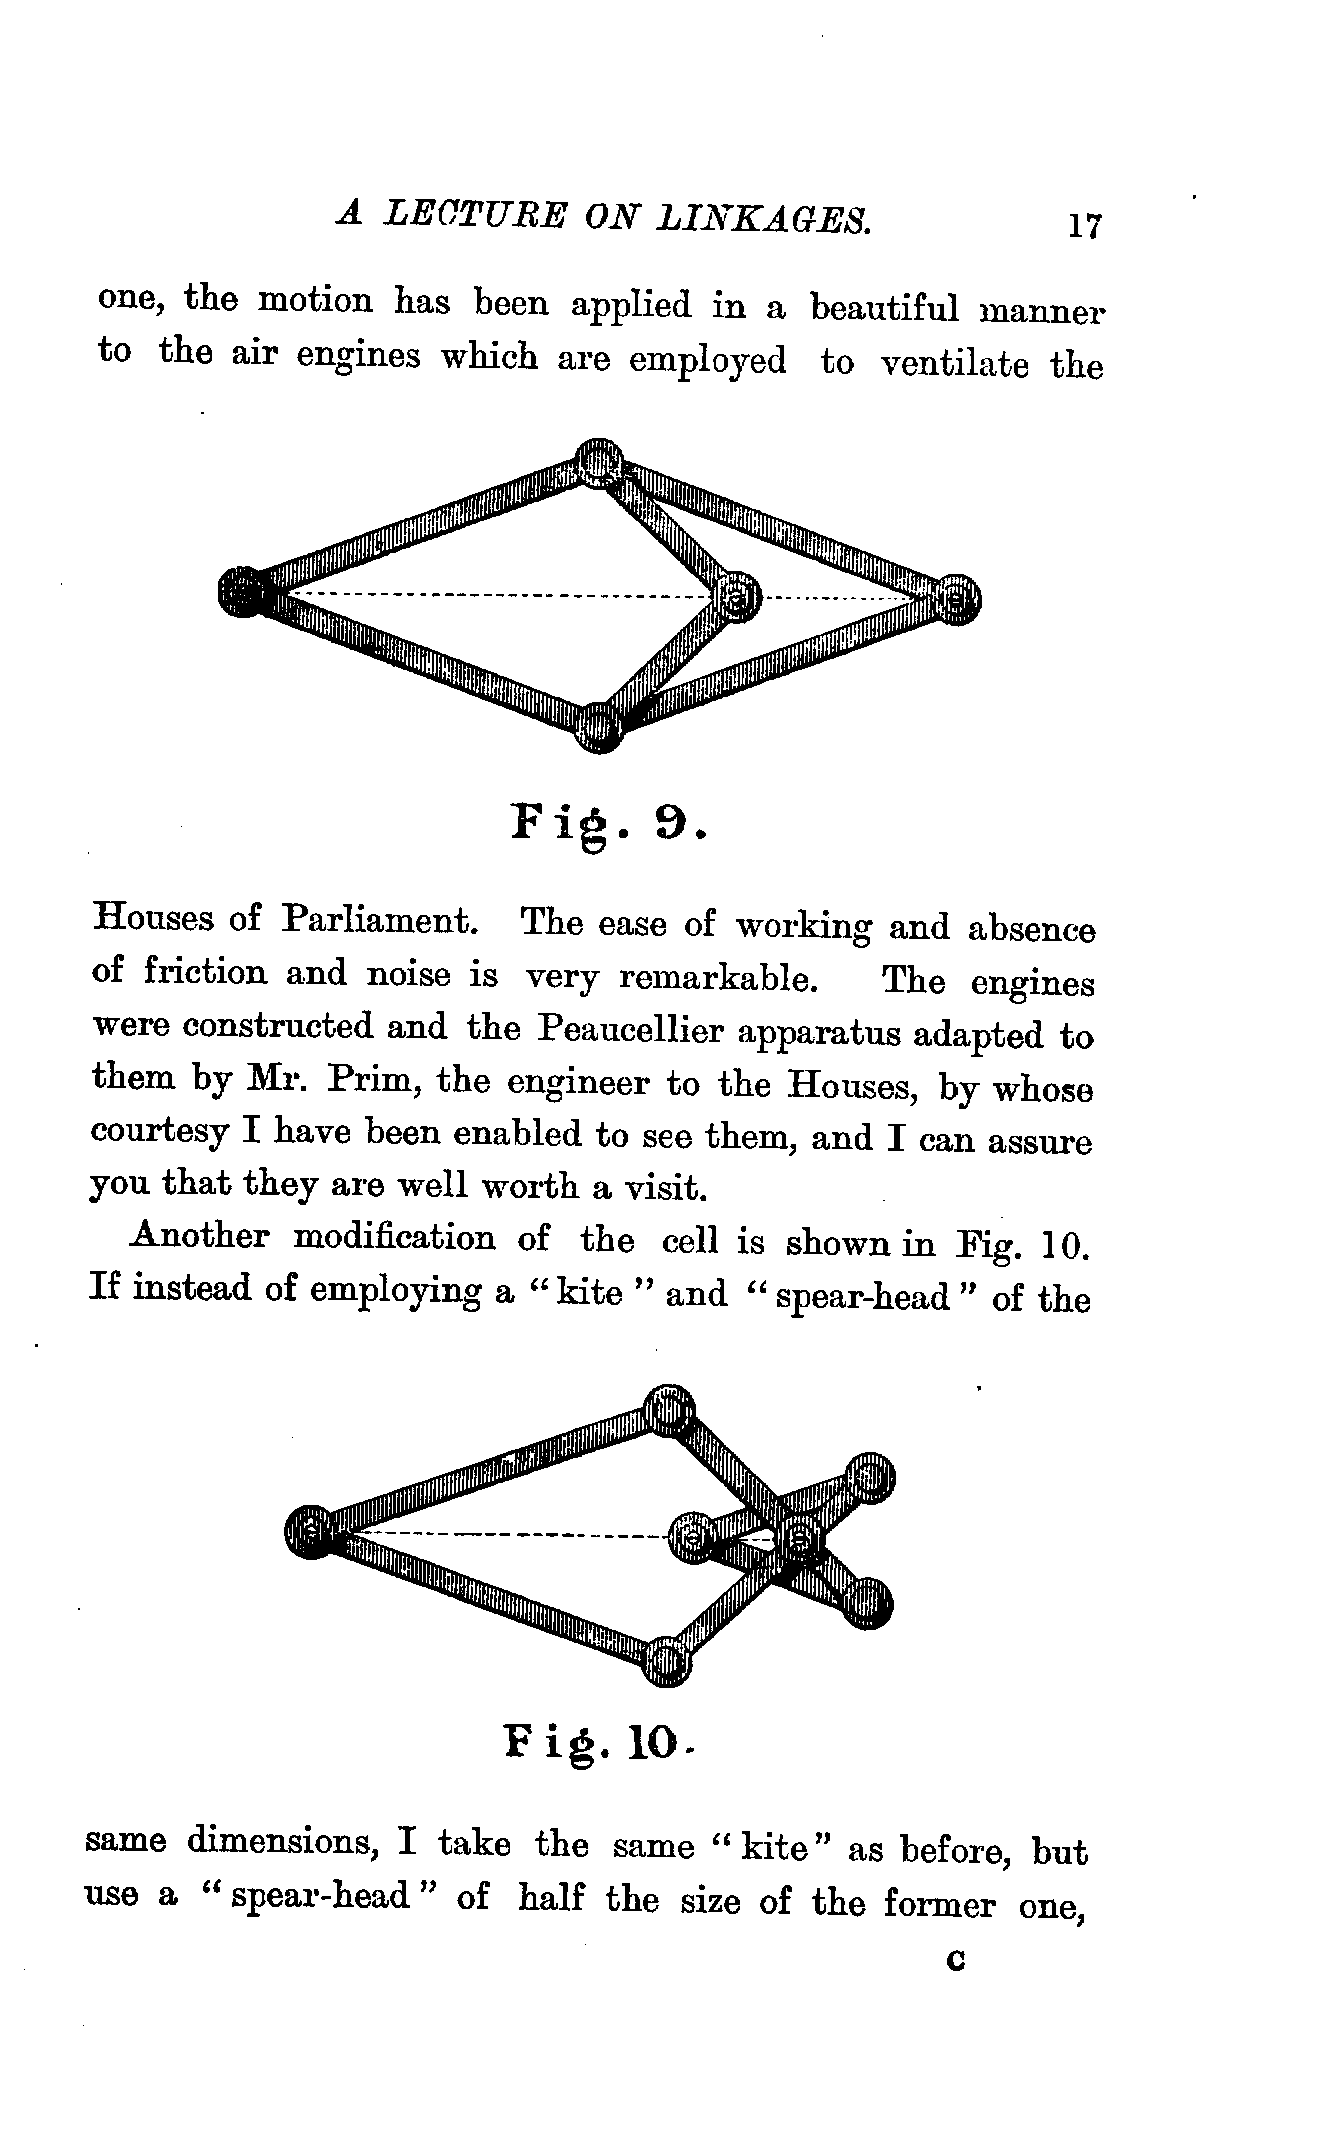 A LECTURE ON LINKAGES. 17
one, the motion has been applied in a beautiful manner
to the air engines which are employed to ventilate the
Fig. 9.
Houses of Parliament. The ease of working and absence
of friction and noise is very remarkable. The engines
were constructed and the Peaucellier apparatus adapted to
them by Mr. Prim, the engineer to the Houses, by whose
courtesy I have been enabled to see them, and I can assure
you that they are well worth a visit.
Another modification of the cell is shown in Fig. 10.
If instead of employing a “kite” and “spear-head” of the
Fig. 10.
same dimensions, I take the same “kite” as before, but
use a “spear-head” of half the size of the former one,
C